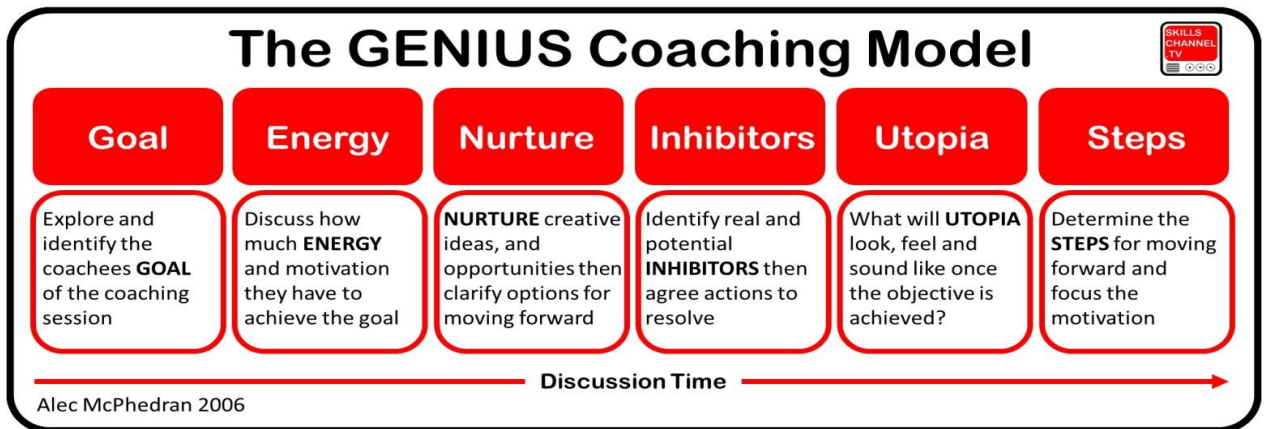 The GENIUS Coaching Model
SKILLS
CHANNEL
TV
Goal
Explore and
identify the
coachees GOAL
of the coaching
session
Energy
Discuss how
much ENERGY
and motivation
they have to
achieve the goal
Nurture
NURTURE creative
ideas, and
opportunities then
clarify options for
moving forward
Inhibitors
Identify real and
potential
INHIBITORS then
agree actions to
resolve
Utopia
What will UTOPIA
look, feel and
sound like once
the objective is
achieved?
Steps
Determine the
STEPS for moving
forward and
focus the
motivation
Discussion Time
Alec McPhedran 2006